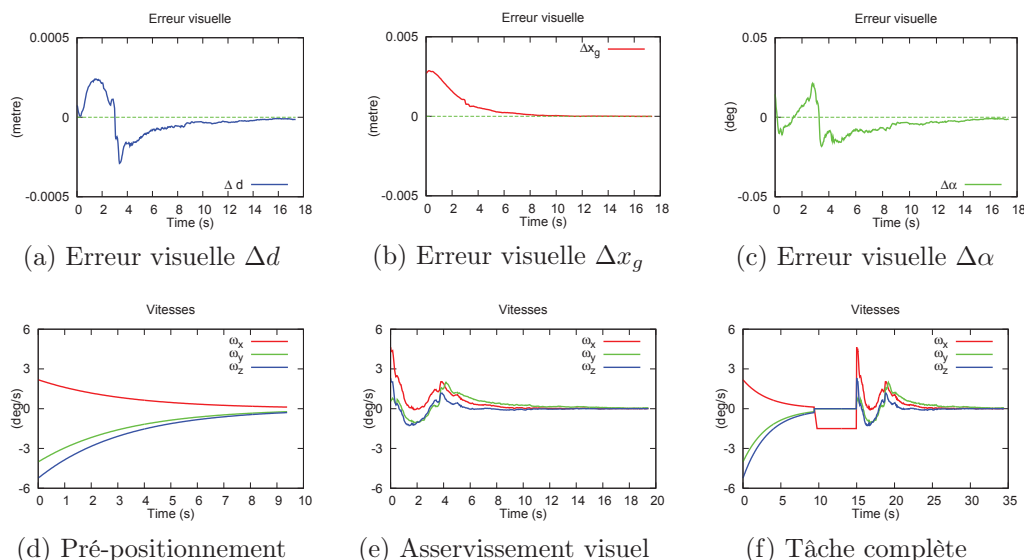 Erreur visuelle
0.0005
0
-0.0005
(metre)
Δ d
0 2 4 6 8 10 12 14 16 18
Time (s)
(a) Erreur visuelle Δd
Erreur visuelle
0.005
0
-0.005
(metre)
Δx_g
0 2 4 6 8 10 12 14 16 18
Time (s)
(b) Erreur visuelle Δx_g
Erreur visuelle
0.05
0
-0.05
(deg)
Δα
0 2 4 6 8 10 12 14 16 18
Time (s)
(c) Erreur visuelle Δα
Vitesses
6
3
0
-3
-6
(deg/s)
ω_x
ω_y
ω_z
0 1 2 3 4 5 6 7 8 9 10
Time (s)
(d) Pré-positionnement
Vitesses
6
3
0
-3
-6
(deg/s)
ω_x
ω_y
ω_z
0 2 4 6 8 10 12 14 16 18 20
Time (s)
(e) Asservissement visuel
Vitesses
6
3
0
-3
-6
(deg/s)
ω_x
ω_y
ω_z
0 5 10 15 20 25 30 35
Time (s)
(f) Tâche complète